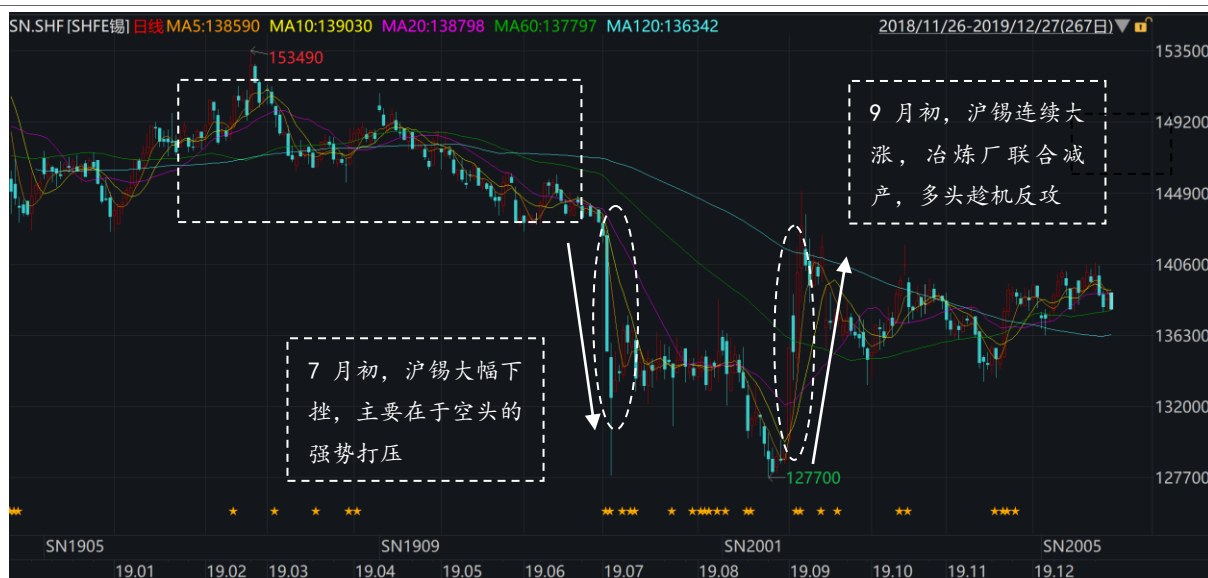 SN.SHF[SHFE锡]日线MA5:138590 MA10:139030 MA20:138798 MA60:137797 MA120:136342 2018/11/26-2019/12/27(267日)
153490
153500
149200
144900
140600
136300
132000
127700
9 月初，沪锡连续大
涨，冶炼厂联合减
产，多头趁机反攻
7 月初，沪锡大幅下
挫，主要在于空头的
强势打压
127700
SN1905 SN1909 SN2001 SN2005
19.01 19.02 19.03 19.04 19.05 19.06 19.07 19.08 19.09 19.10 19.11 19.12